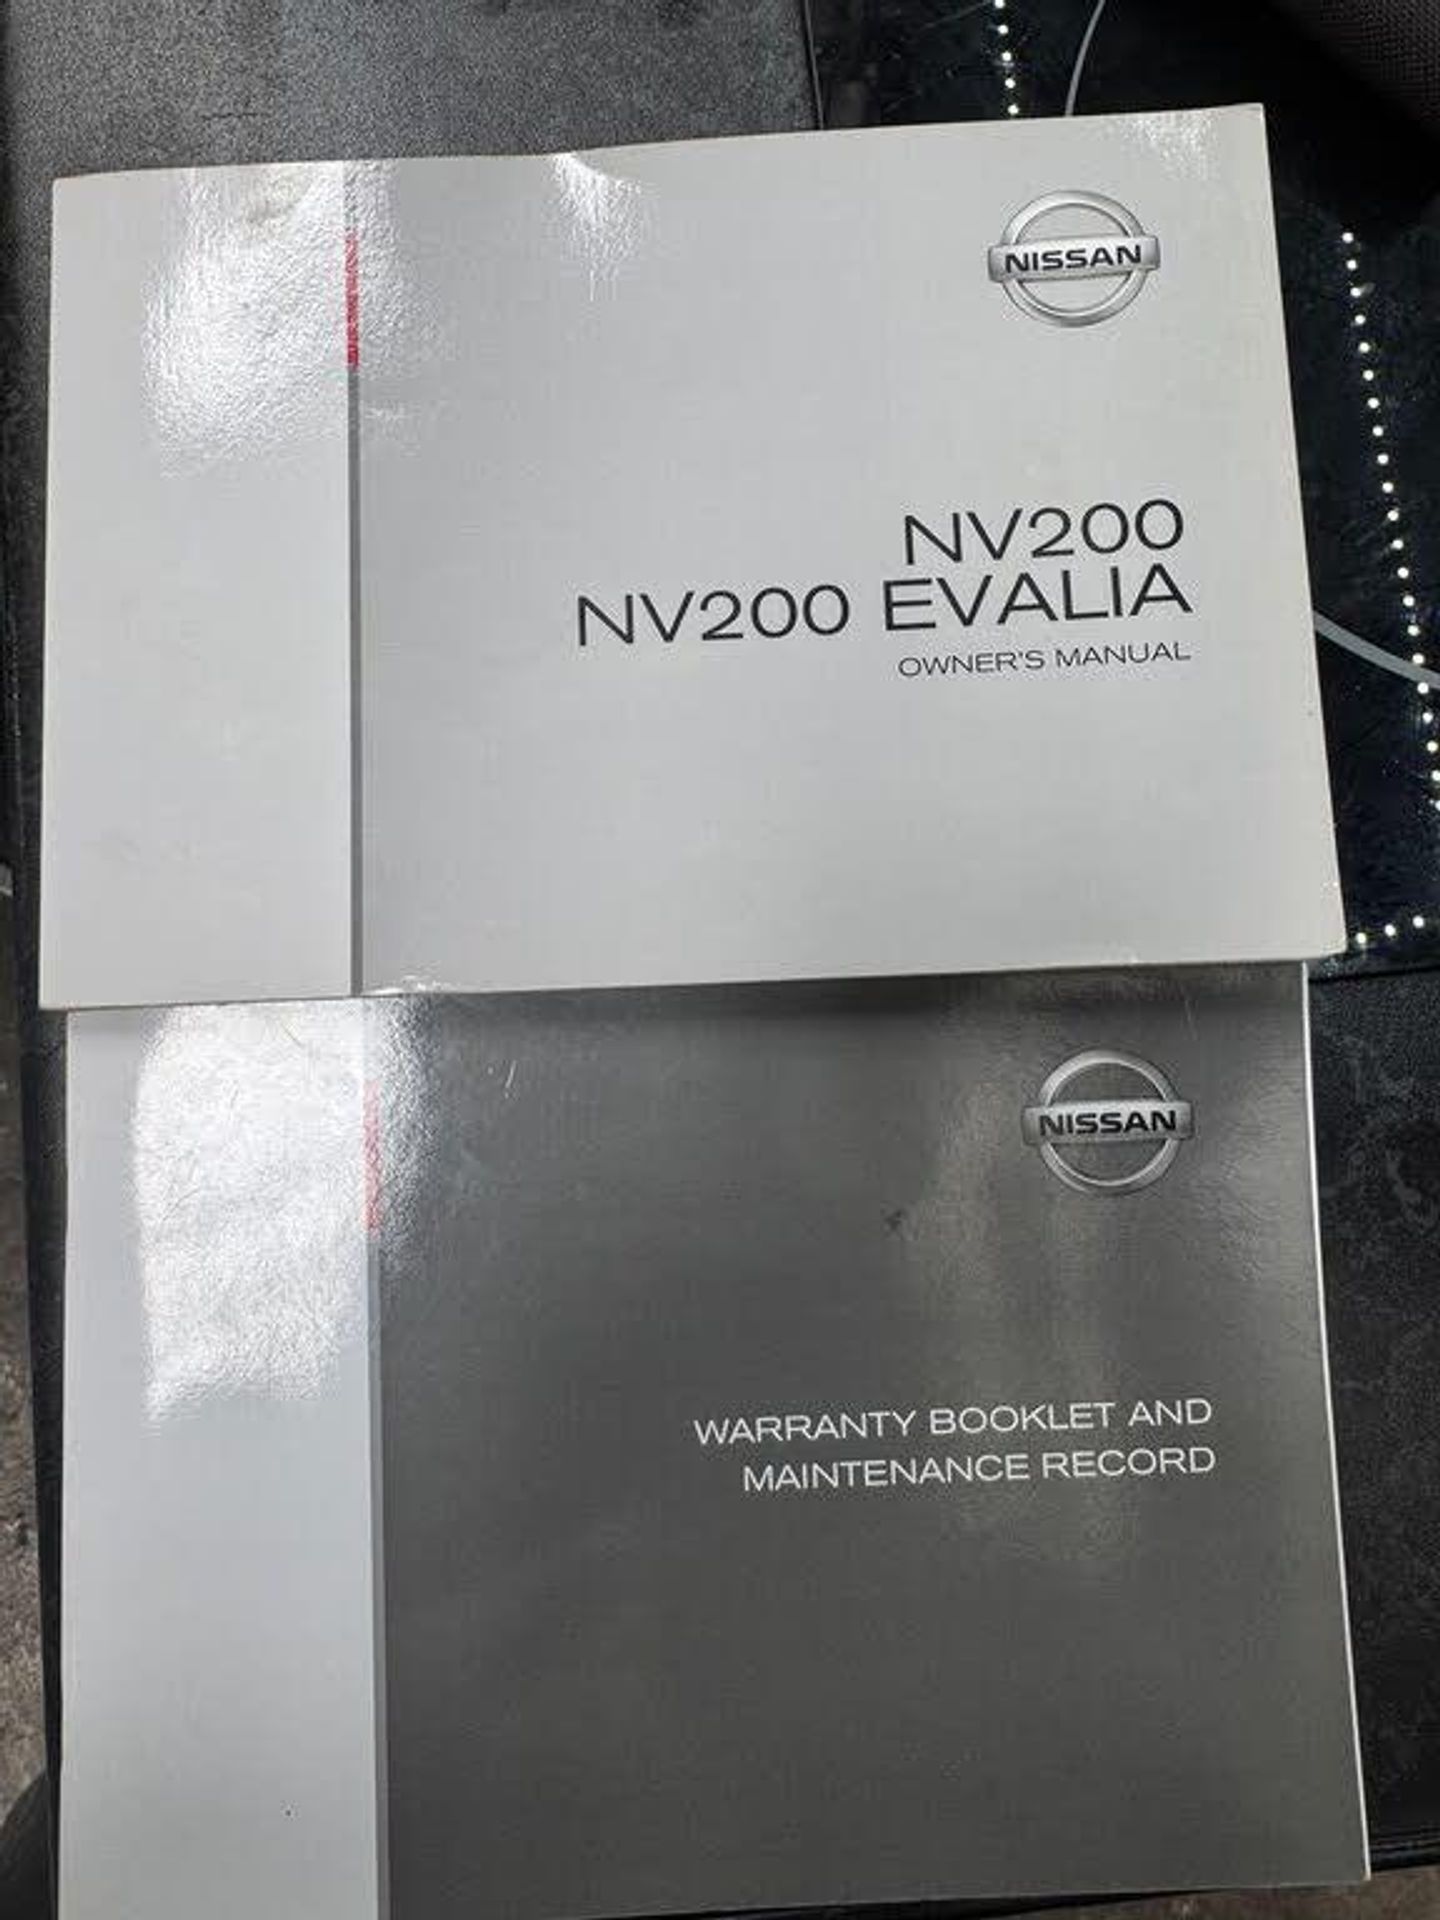 NISSAN
NV200
NV200 EVALIA
OWNER'S MANUAL
NISSAN
WARRANTY BOOKLET AND
MAINTENANCE RECORD